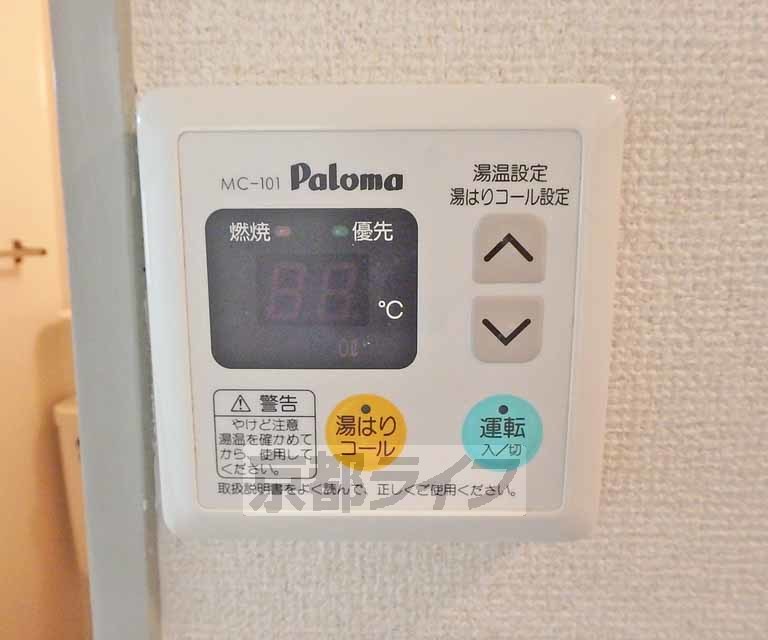 MC-101 Paloma
湯温設定
湯はりコール設定
燃焼
優先
88
℃
0ℓ
⚠ 警告
やけど注意
湯温を確かめて
から、使用して
ください。
湯はり
コール
運転
入/切
取扱説明書をよく読んで、正しくご使用ください。
京都ライフ